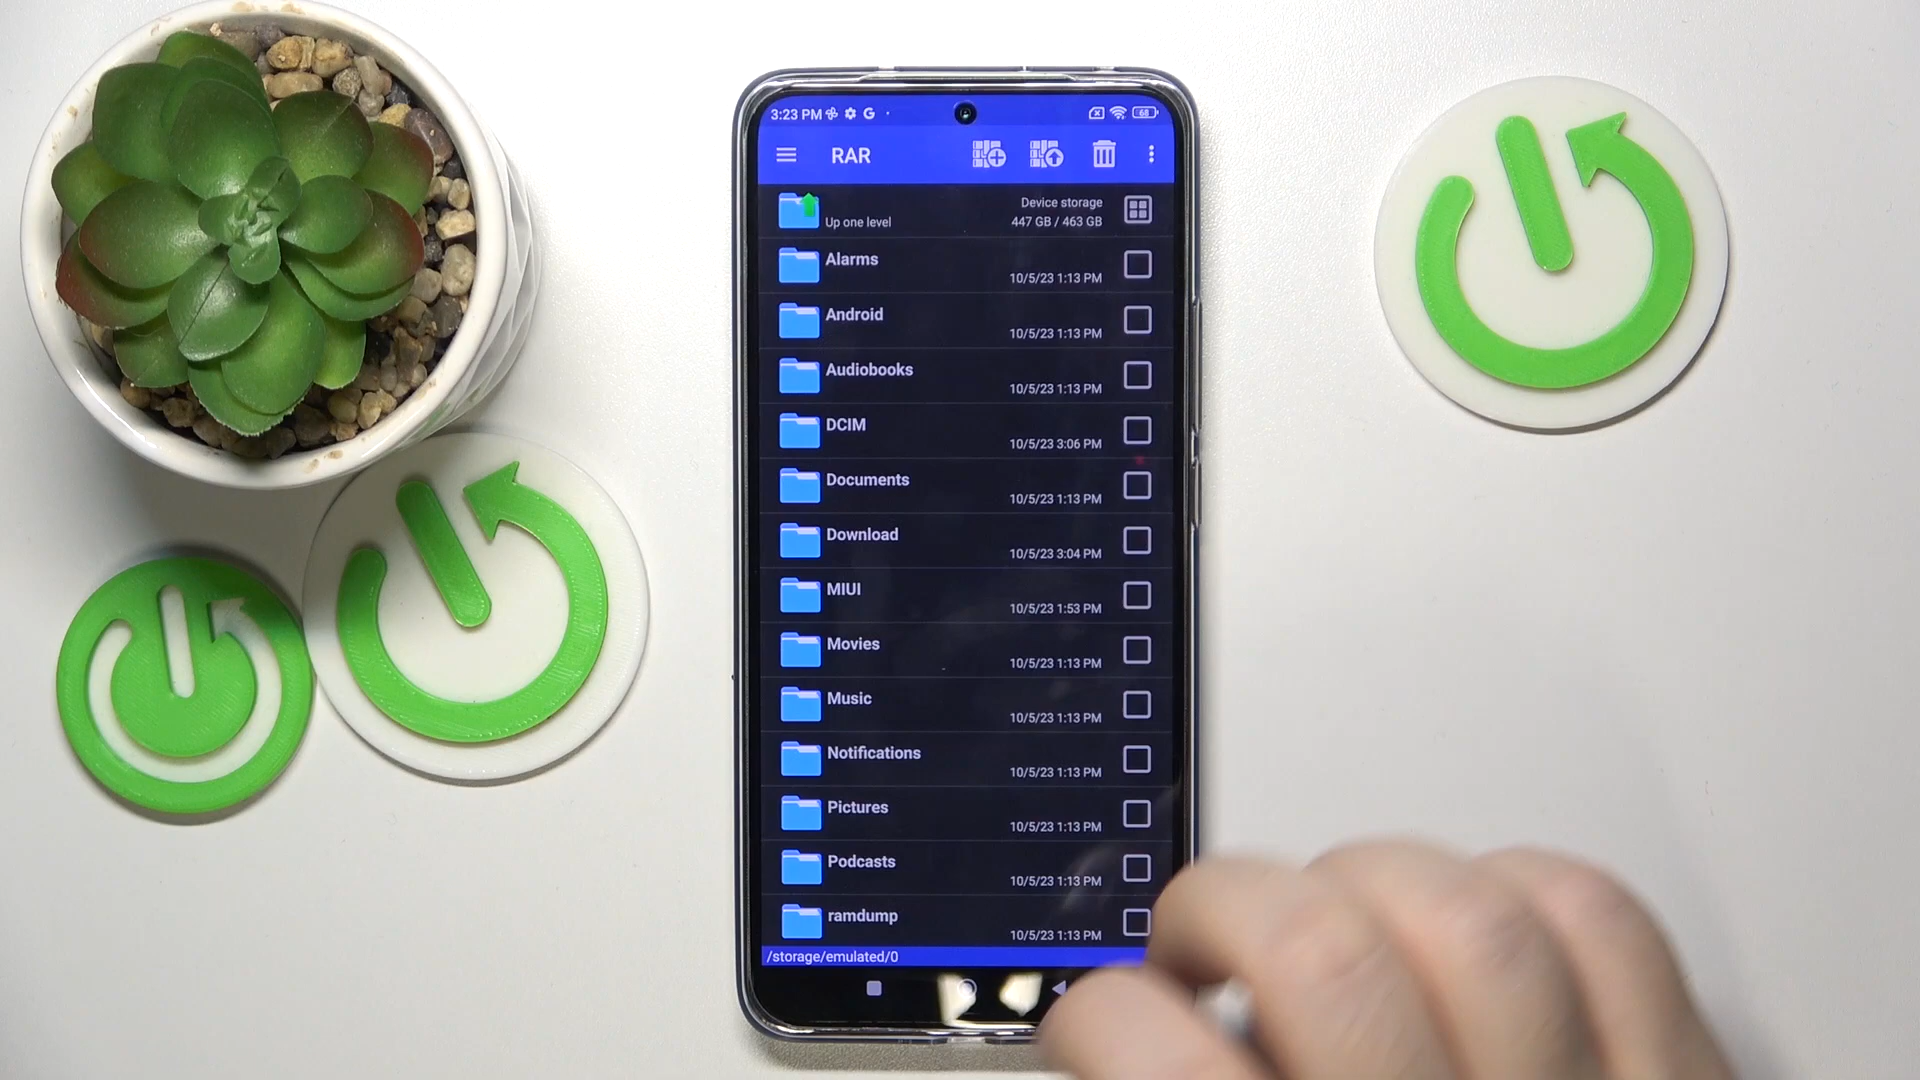 3:23 PM G 68
RAR
Device storage
Up one level 447 GB / 463 GB
Alarms
10/5/23 1:13 PM
Android
10/5/23 1:13 PM
Audiobooks
10/5/23 1:13 PM
DCIM
10/5/23 3:06 PM
Documents
10/5/23 1:13 PM
Download
10/5/23 3:04 PM
MIUI
10/5/23 1:53 PM
Movies
10/5/23 1:13 PM
Music
10/5/23 1:13 PM
Notifications
10/5/23 1:13 PM
Pictures
10/5/23 1:13 PM
Podcasts
10/5/23 1:13 PM
ramdump
10/5/23 1:13 PM
/storage/emulated/0